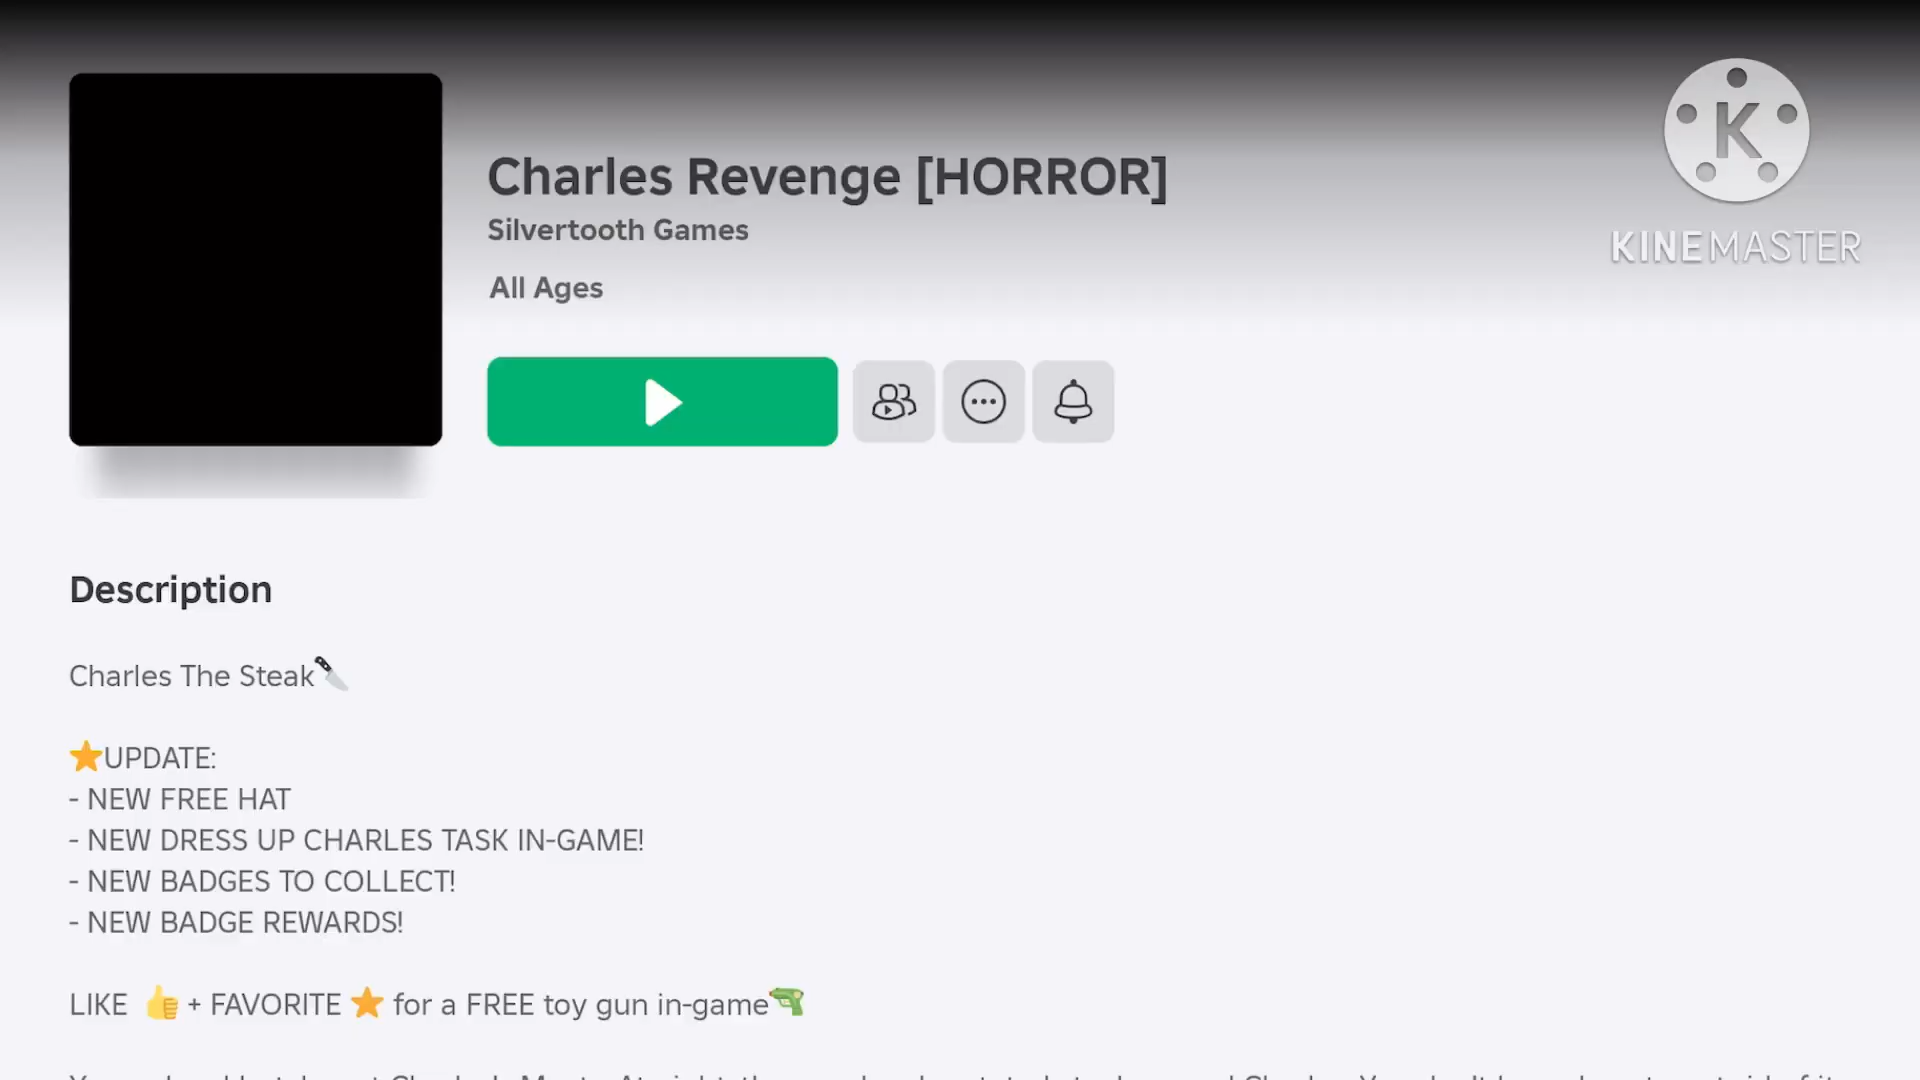 K
KINEMASTER
Charles Revenge [HORROR]
Silvertooth Games
All Ages
Description
Charles The Steak🔪
⭐UPDATE:
- NEW FREE HAT
- NEW DRESS UP CHARLES TASK IN-GAME!
- NEW BADGES TO COLLECT!
- NEW BADGE REWARDS!
LIKE 👍 + FAVORITE ⭐ for a FREE toy gun in-game🔫